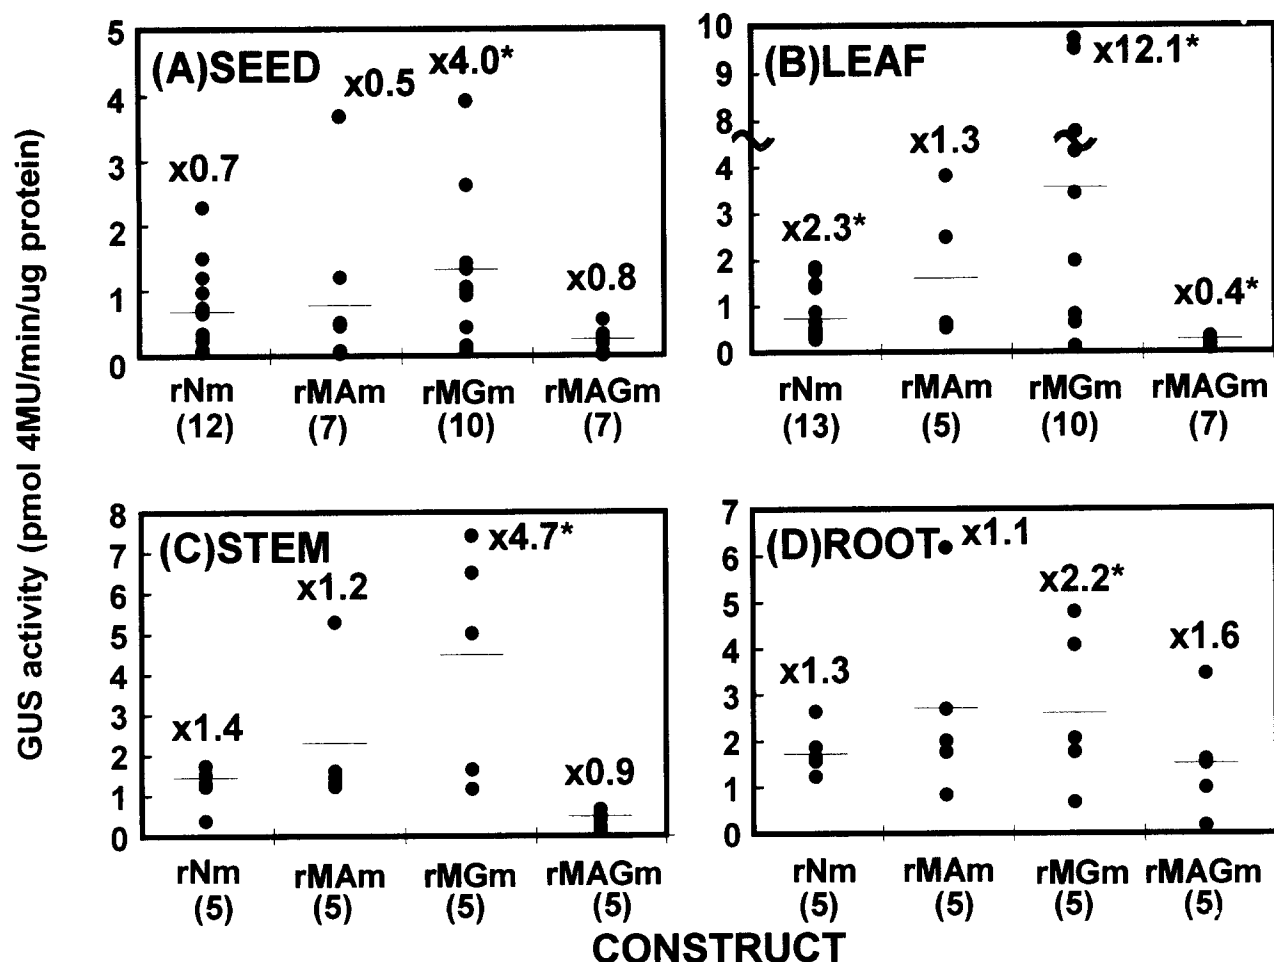 GUS activity (pmol 4MU/min/ug protein)
(A)SEED
5
4
3
2
1
0
x0.7
x0.5
x4.0*
x0.8
rNm
rMAm
rMGm
rMAGm
(12)
(7)
(10)
(7)
(B)LEAF
10
9
8
4
3
2
1
0
x2.3*
x1.3
x12.1*
x0.4*
rNm
rMAm
rMGm
rMAGm
(13)
(5)
(10)
(7)
(C)STEM
8
7
6
5
4
3
2
1
0
x1.4
x1.2
x4.7*
x0.9
rNm
rMAm
rMGm
rMAGm
(5)
(5)
(5)
(5)
(D)ROOT
7
6
5
4
3
2
1
0
x1.3
x1.1
x2.2*
x1.6
rNm
rMAm
rMGm
rMAGm
(5)
(5)
(5)
(5)
CONSTRUCT